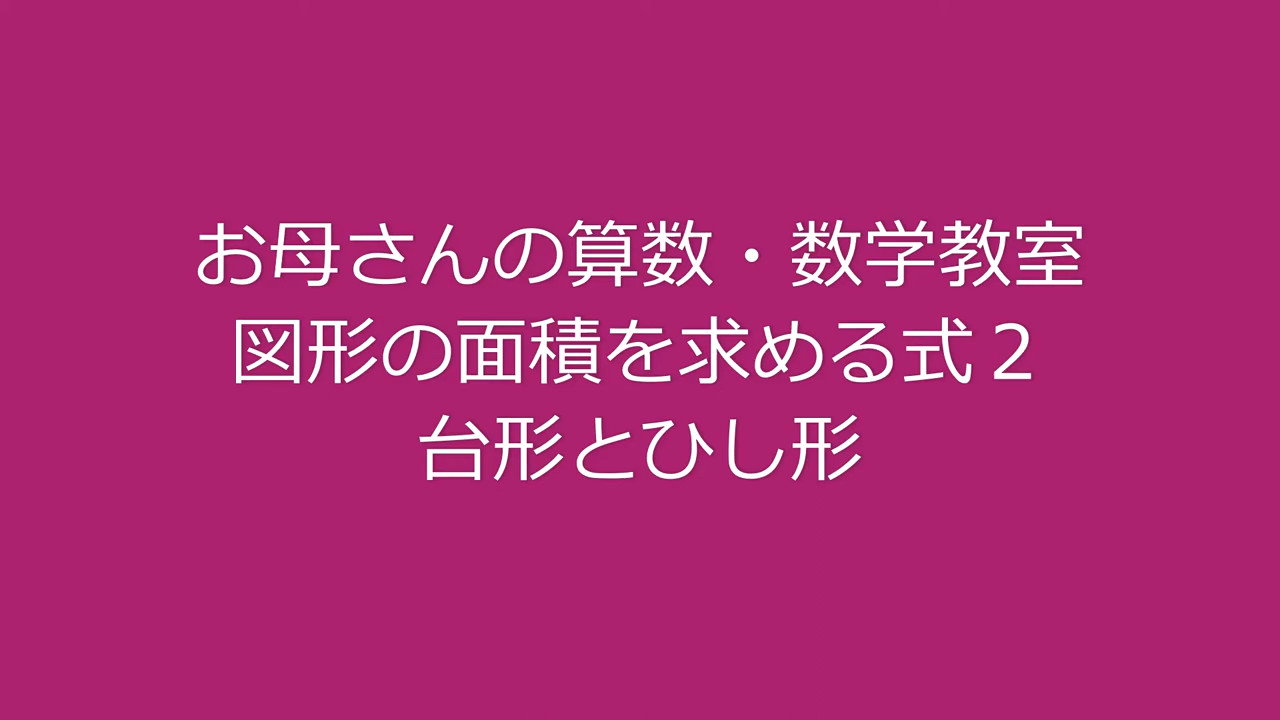 お母さんの算数・数学教室
図形の面積を求める式２
台形とひし形